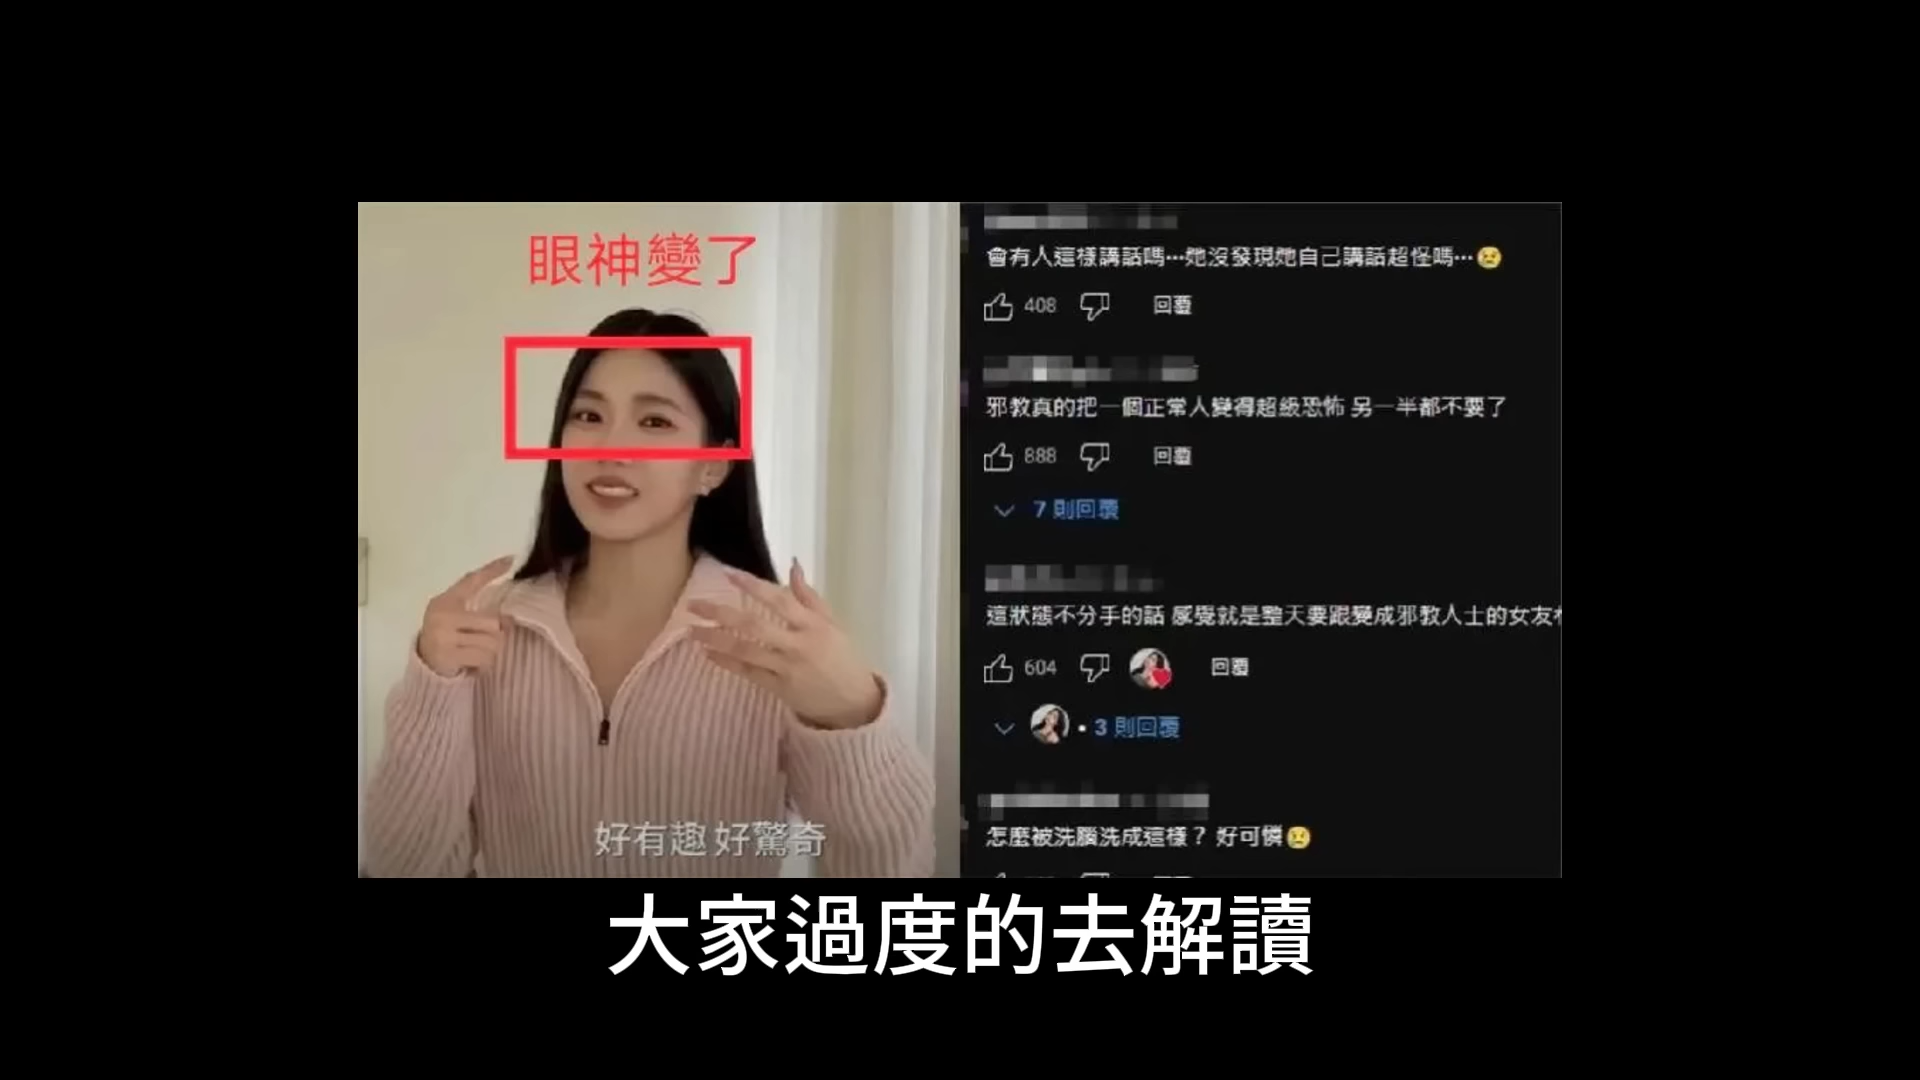 眼神變了
好有趣 好驚奇
會有人這樣講話嗎…她沒發現她自己講話超怪嗎…😢
408 回覆
邪教真的把一個正常人變得超級恐怖 另一半都不要了
888 回覆
7 則回覆
這狀態不分手的話 感覺就是整天要跟變成邪教人士的女友
604 回覆
• 3 則回覆
怎麼被洗腦洗成這樣？ 好可憐😢
大家過度的去解讀